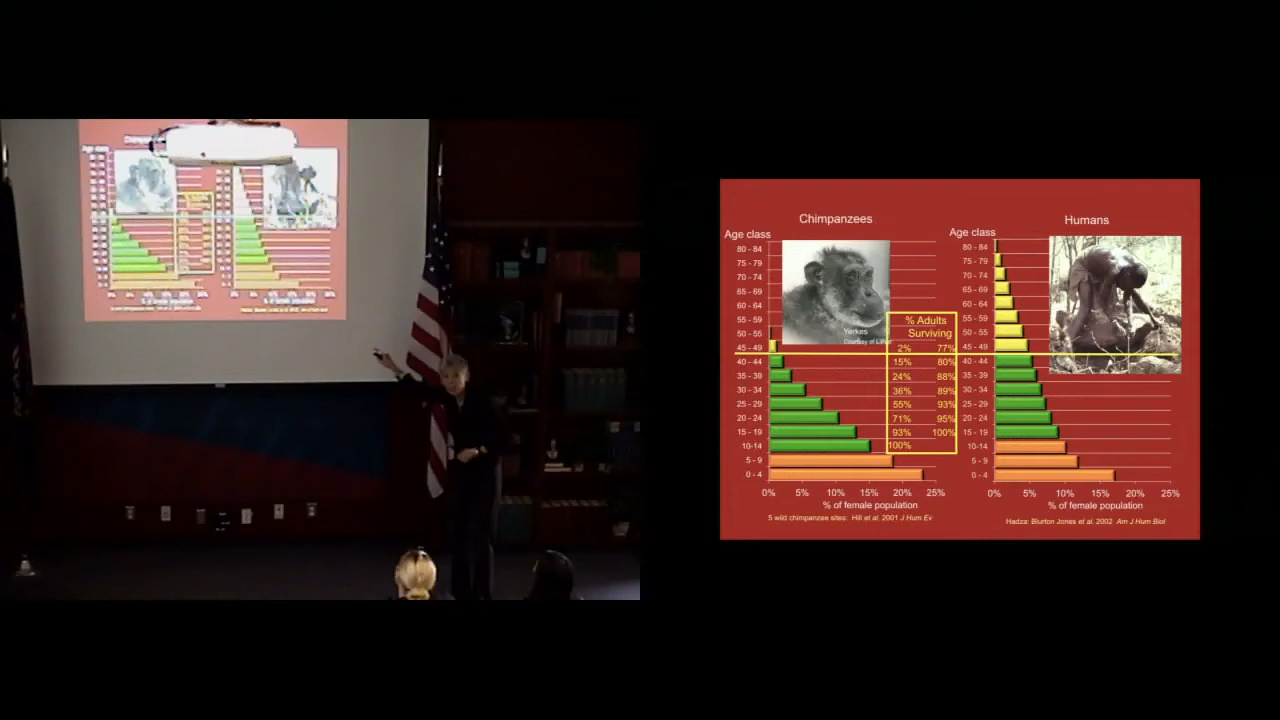 Chimpanzees
Age class
80 - 84
75 - 79
70 - 74
65 - 69
60 - 64
55 - 59
50 - 55
45 - 49
40 - 44
35 - 39
30 - 34
25 - 29
20 - 24
15 - 19
10-14
5 - 9
0 - 4
0% 5% 10% 15% 20% 25%
% of female population
5 wild chimpanzee sites: Hill et al. 2001 J Hum Ev
Yerkes
Courtesy of
% Adults
Surviving
2% 77%
15% 80%
24% 88%
36% 89%
55% 93%
71% 95%
93% 100%
100%
Humans
Age class
80 - 84
75 - 79
70 - 74
65 - 69
60 - 64
55 - 59
50 - 55
45 - 49
40 - 44
35 - 39
30 - 34
25 - 29
20 - 24
15 - 19
10-14
5 - 9
0 - 4
0% 5% 10% 15% 20% 25%
% of female population
Hadza: Blurton Jones et al. 2002 Am J Hum Biol